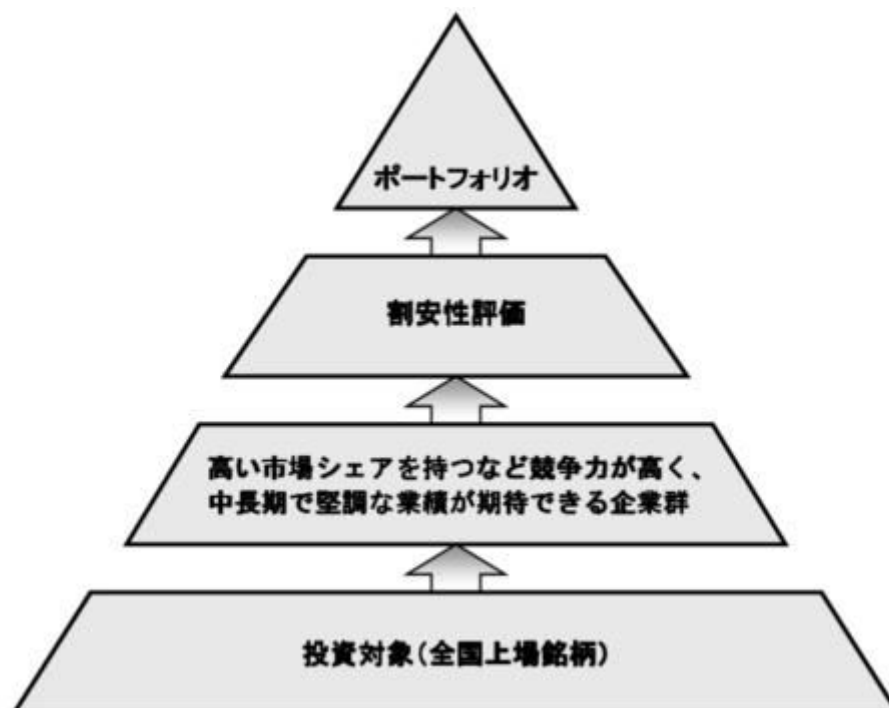 ポートフォリオ
割安性評価
高い市場シェアを持つなど競争力が高く、
中長期で堅調な業績が期待できる企業群
投資対象(全国上場銘柄)